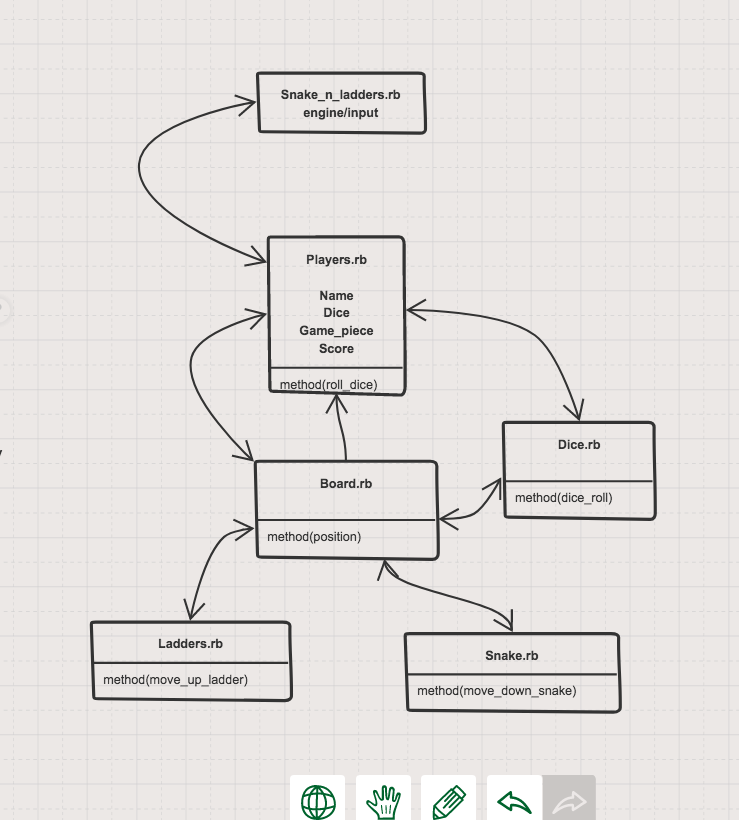 Snake_n_ladders.rb
engine/input
Players.rb
Name
Dice
Game_piece
Score
method(roll_dice)
Dice.rb
method(dice_roll)
Board.rb
method(position)
Ladders.rb
method(move_up_ladder)
Snake.rb
method(move_down_snake)